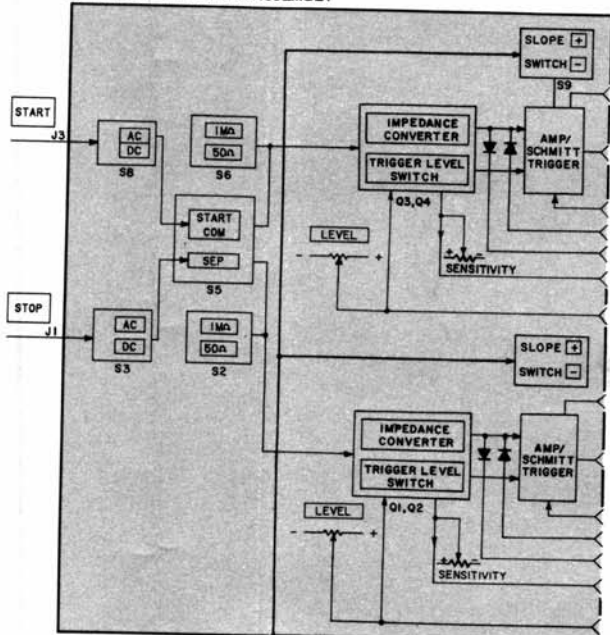 SLOPE +
SWITCH -
S9
START
J3
AC
DC
S8
1MΩ
50Ω
S6
START
COM
SEP
S5
IMPEDANCE
CONVERTER
TRIGGER LEVEL
SWITCH
Q3,Q4
AMP/
SCHMITT
TRIGGER
LEVEL
- +
+ -
SENSITIVITY
STOP
J1
AC
DC
S3
1MΩ
50Ω
S2
SLOPE +
SWITCH -
IMPEDANCE
CONVERTER
TRIGGER LEVEL
SWITCH
Q1,Q2
AMP/
SCHMITT
TRIGGER
LEVEL
- +
+ -
SENSITIVITY